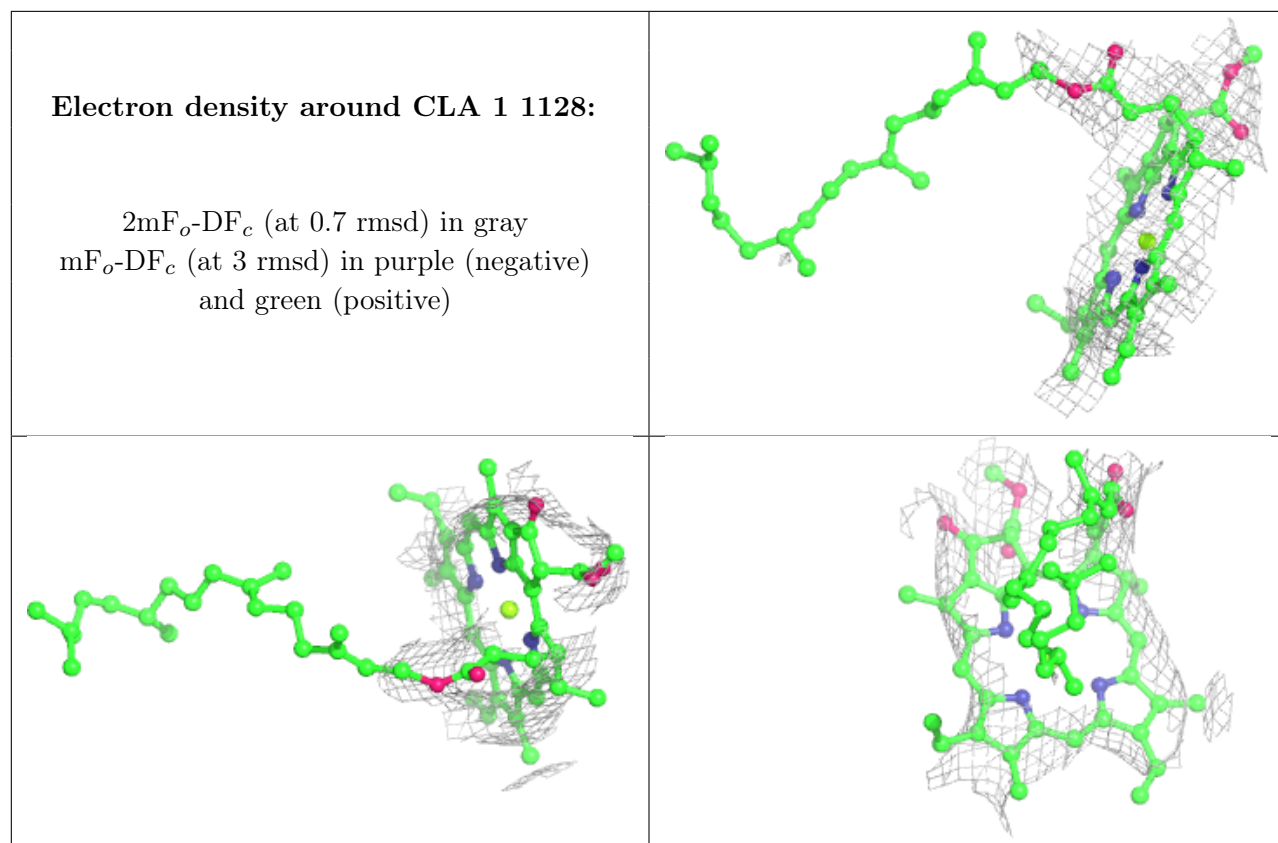 Electron density around CLA 1 1128:
2mFo-DFc (at 0.7 rmsd) in gray
mFo-DFc (at 3 rmsd) in purple (negative)
and green (positive)